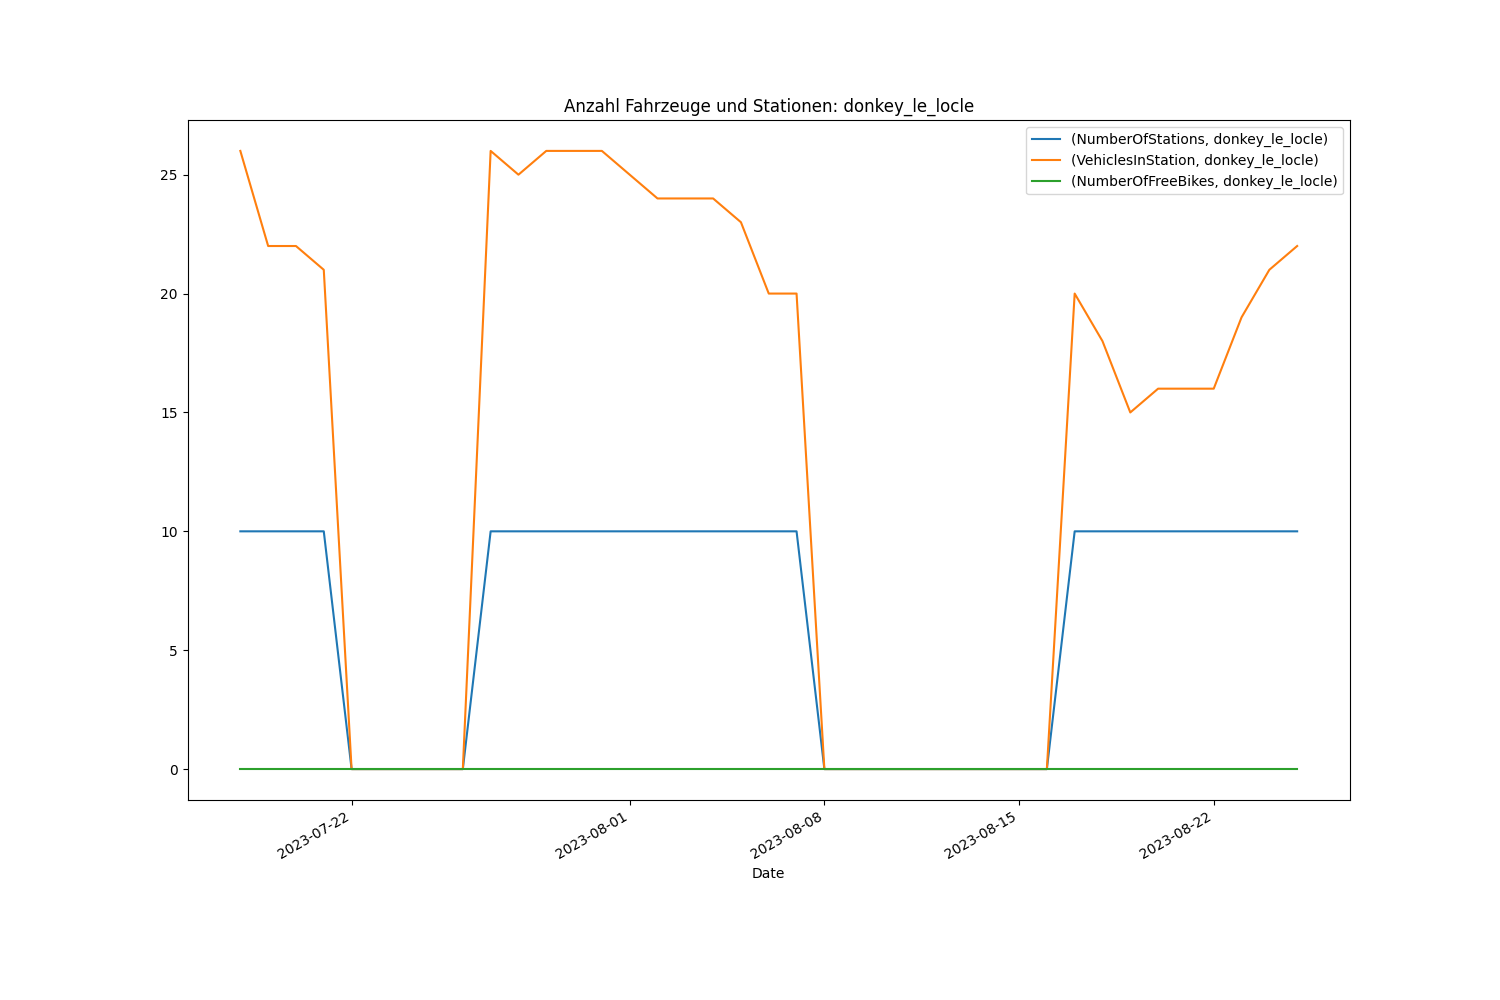 Anzahl Fahrzeuge und Stationen: donkey_le_locle
(NumberOfStations, donkey_le_locle)
(VehiclesInStation, donkey_le_locle)
(NumberOfFreeBikes, donkey_le_locle)
25
20
15
10
5
0
2023-07-22
2023-08-01
2023-08-08
2023-08-15
2023-08-22
Date